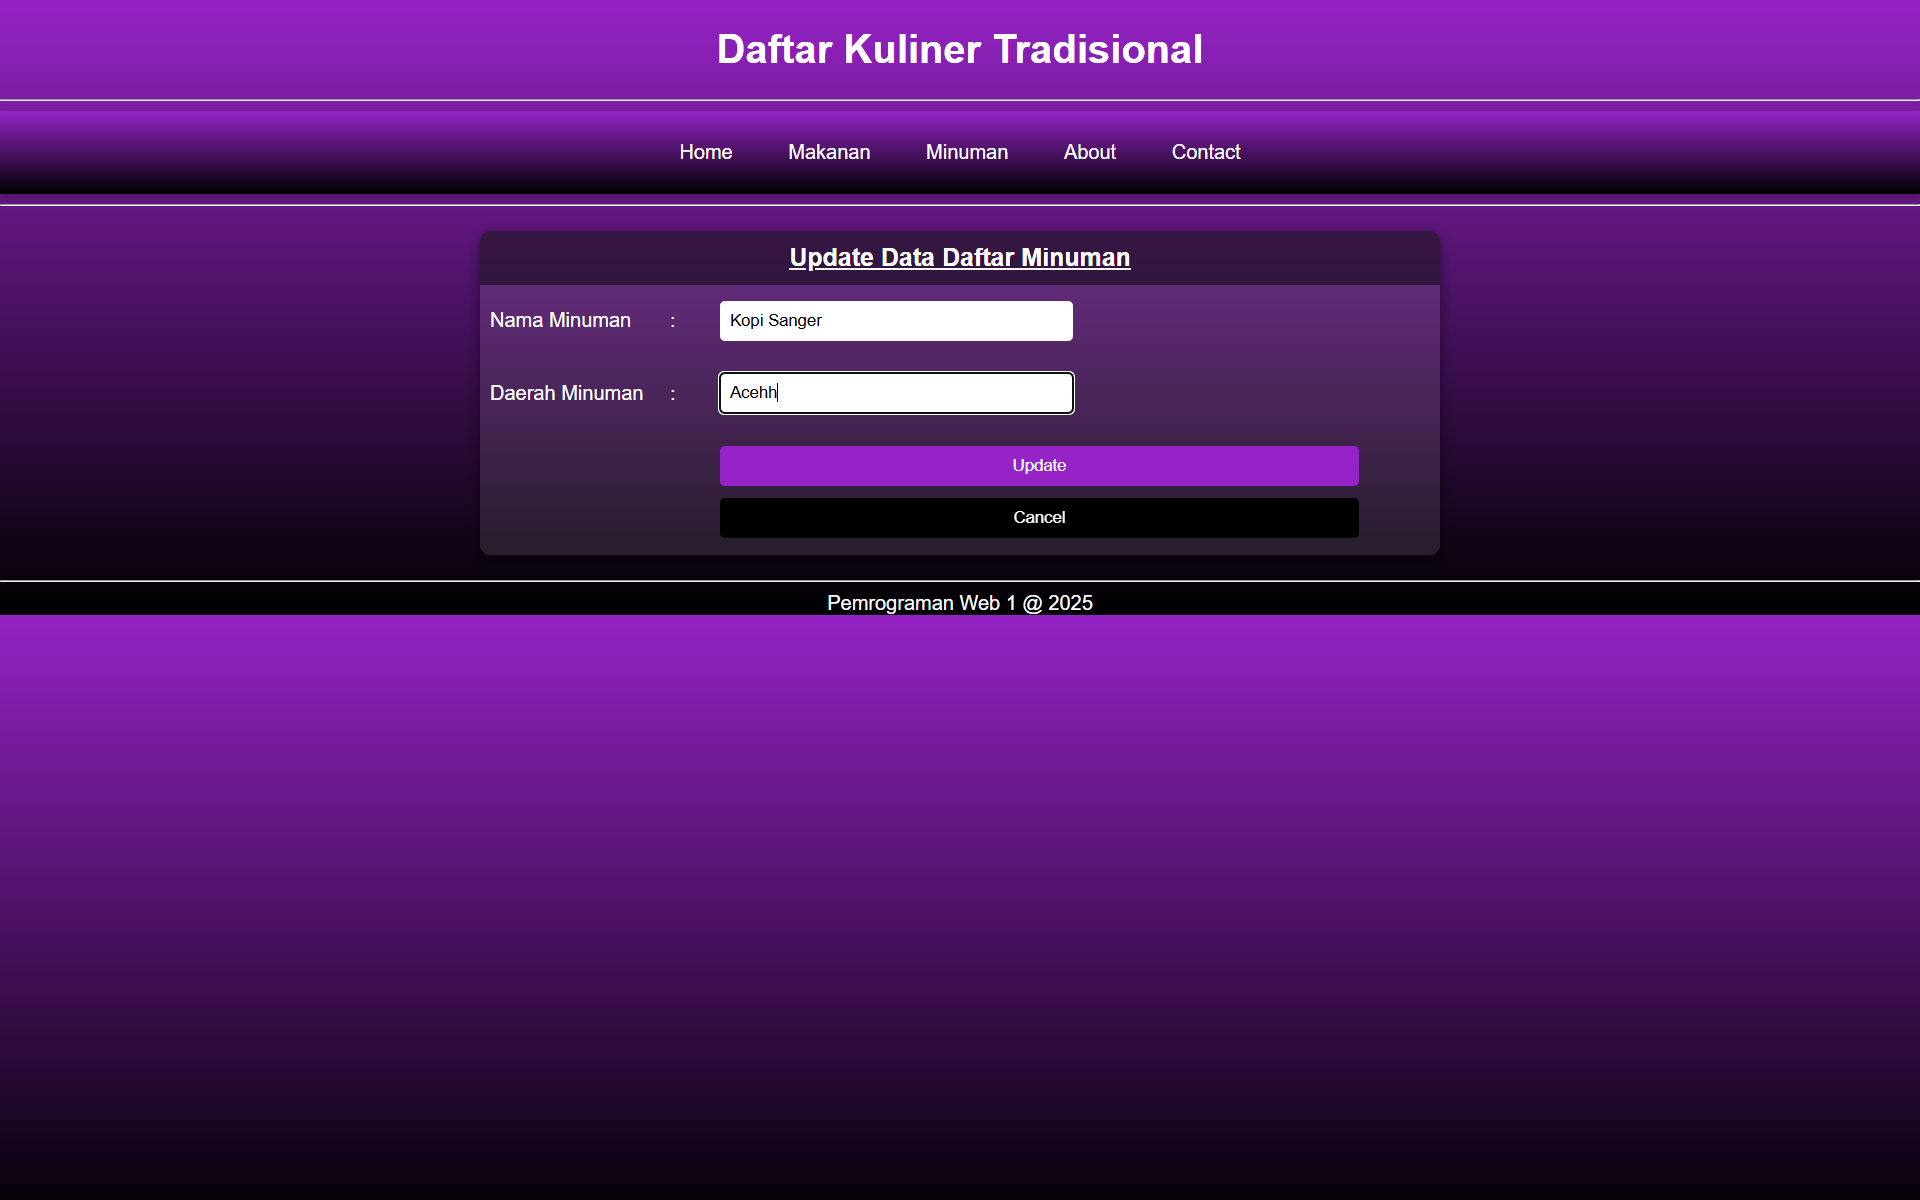 Daftar Kuliner Tradisional
Home Makanan Minuman About Contact
Update Data Daftar Minuman
Nama Minuman : Kopi Sanger
Daerah Minuman : Acehh
Update
Cancel
Pemrograman Web 1 @ 2025